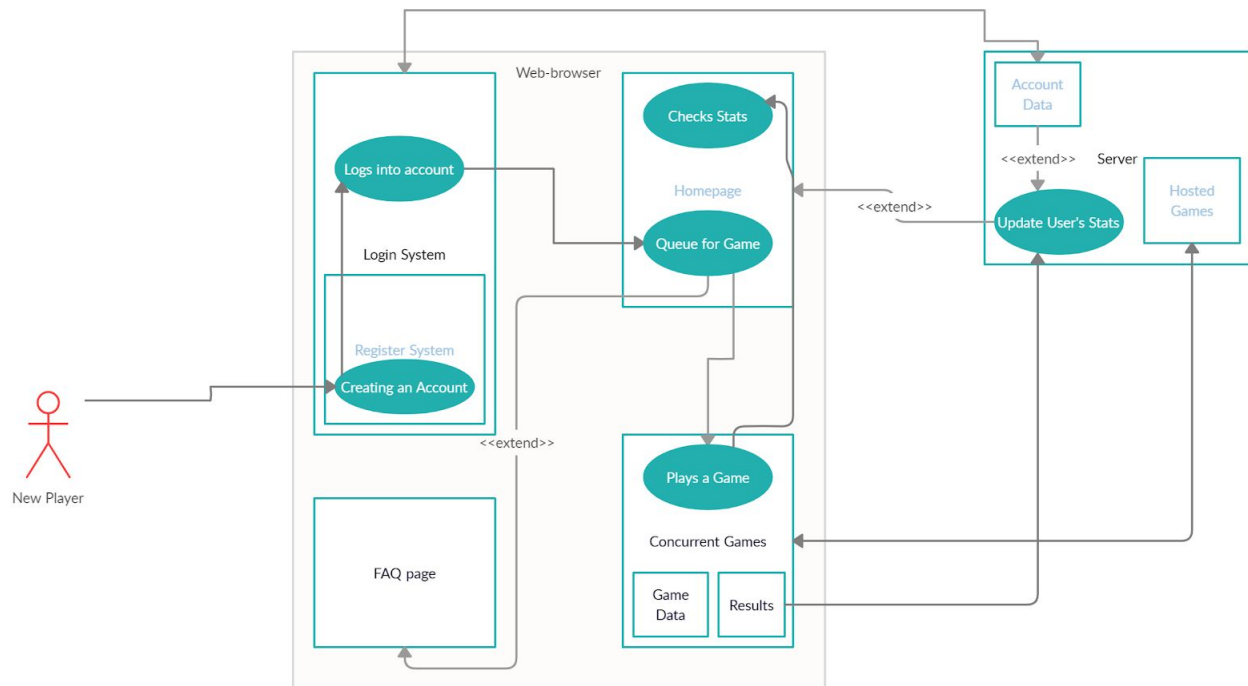 Web-browser
Checks Stats
Account
Data
<<extend>>
Server
Logs into account
Homepage
Hosted
Games
<<extend>>
Update User's Stats
Queue for Game
Login System
Register System
Creating an Account
<<extend>>
New Player
Plays a Game
Concurrent Games
FAQ page
Game
Data
Results